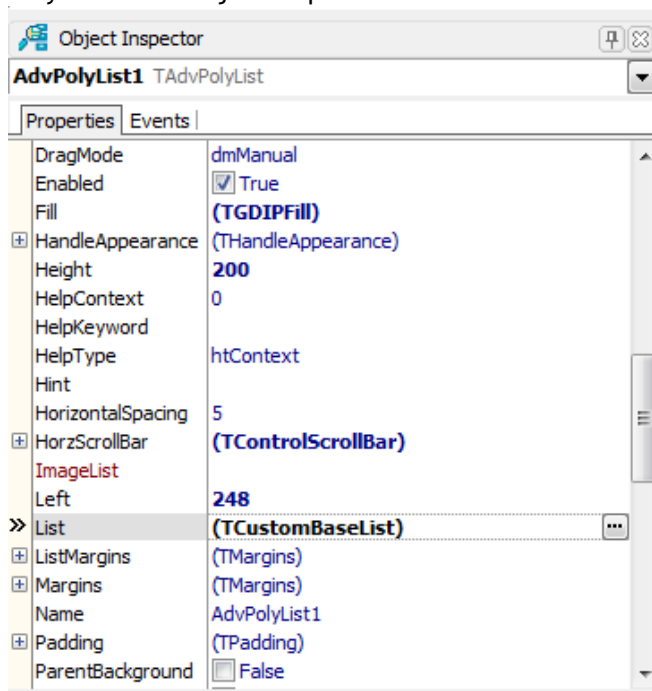 Object Inspector
AdvPolyList1 TAdvPolyList
Properties Events
DragMode dmManual
Enabled True
Fill (TGDIPFill)
HandleAppearance (THandleAppearance)
Height 200
HelpContext 0
HelpKeyword
HelpType htContext
Hint
HorizontalSpacing 5
HorzScrollBar (TControlScrollBar)
ImageList
Left 248
List (TCustomBaseList)
ListMargins (TMargins)
Margins (TMargins)
Name AdvPolyList1
Padding (TPadding)
ParentBackground False